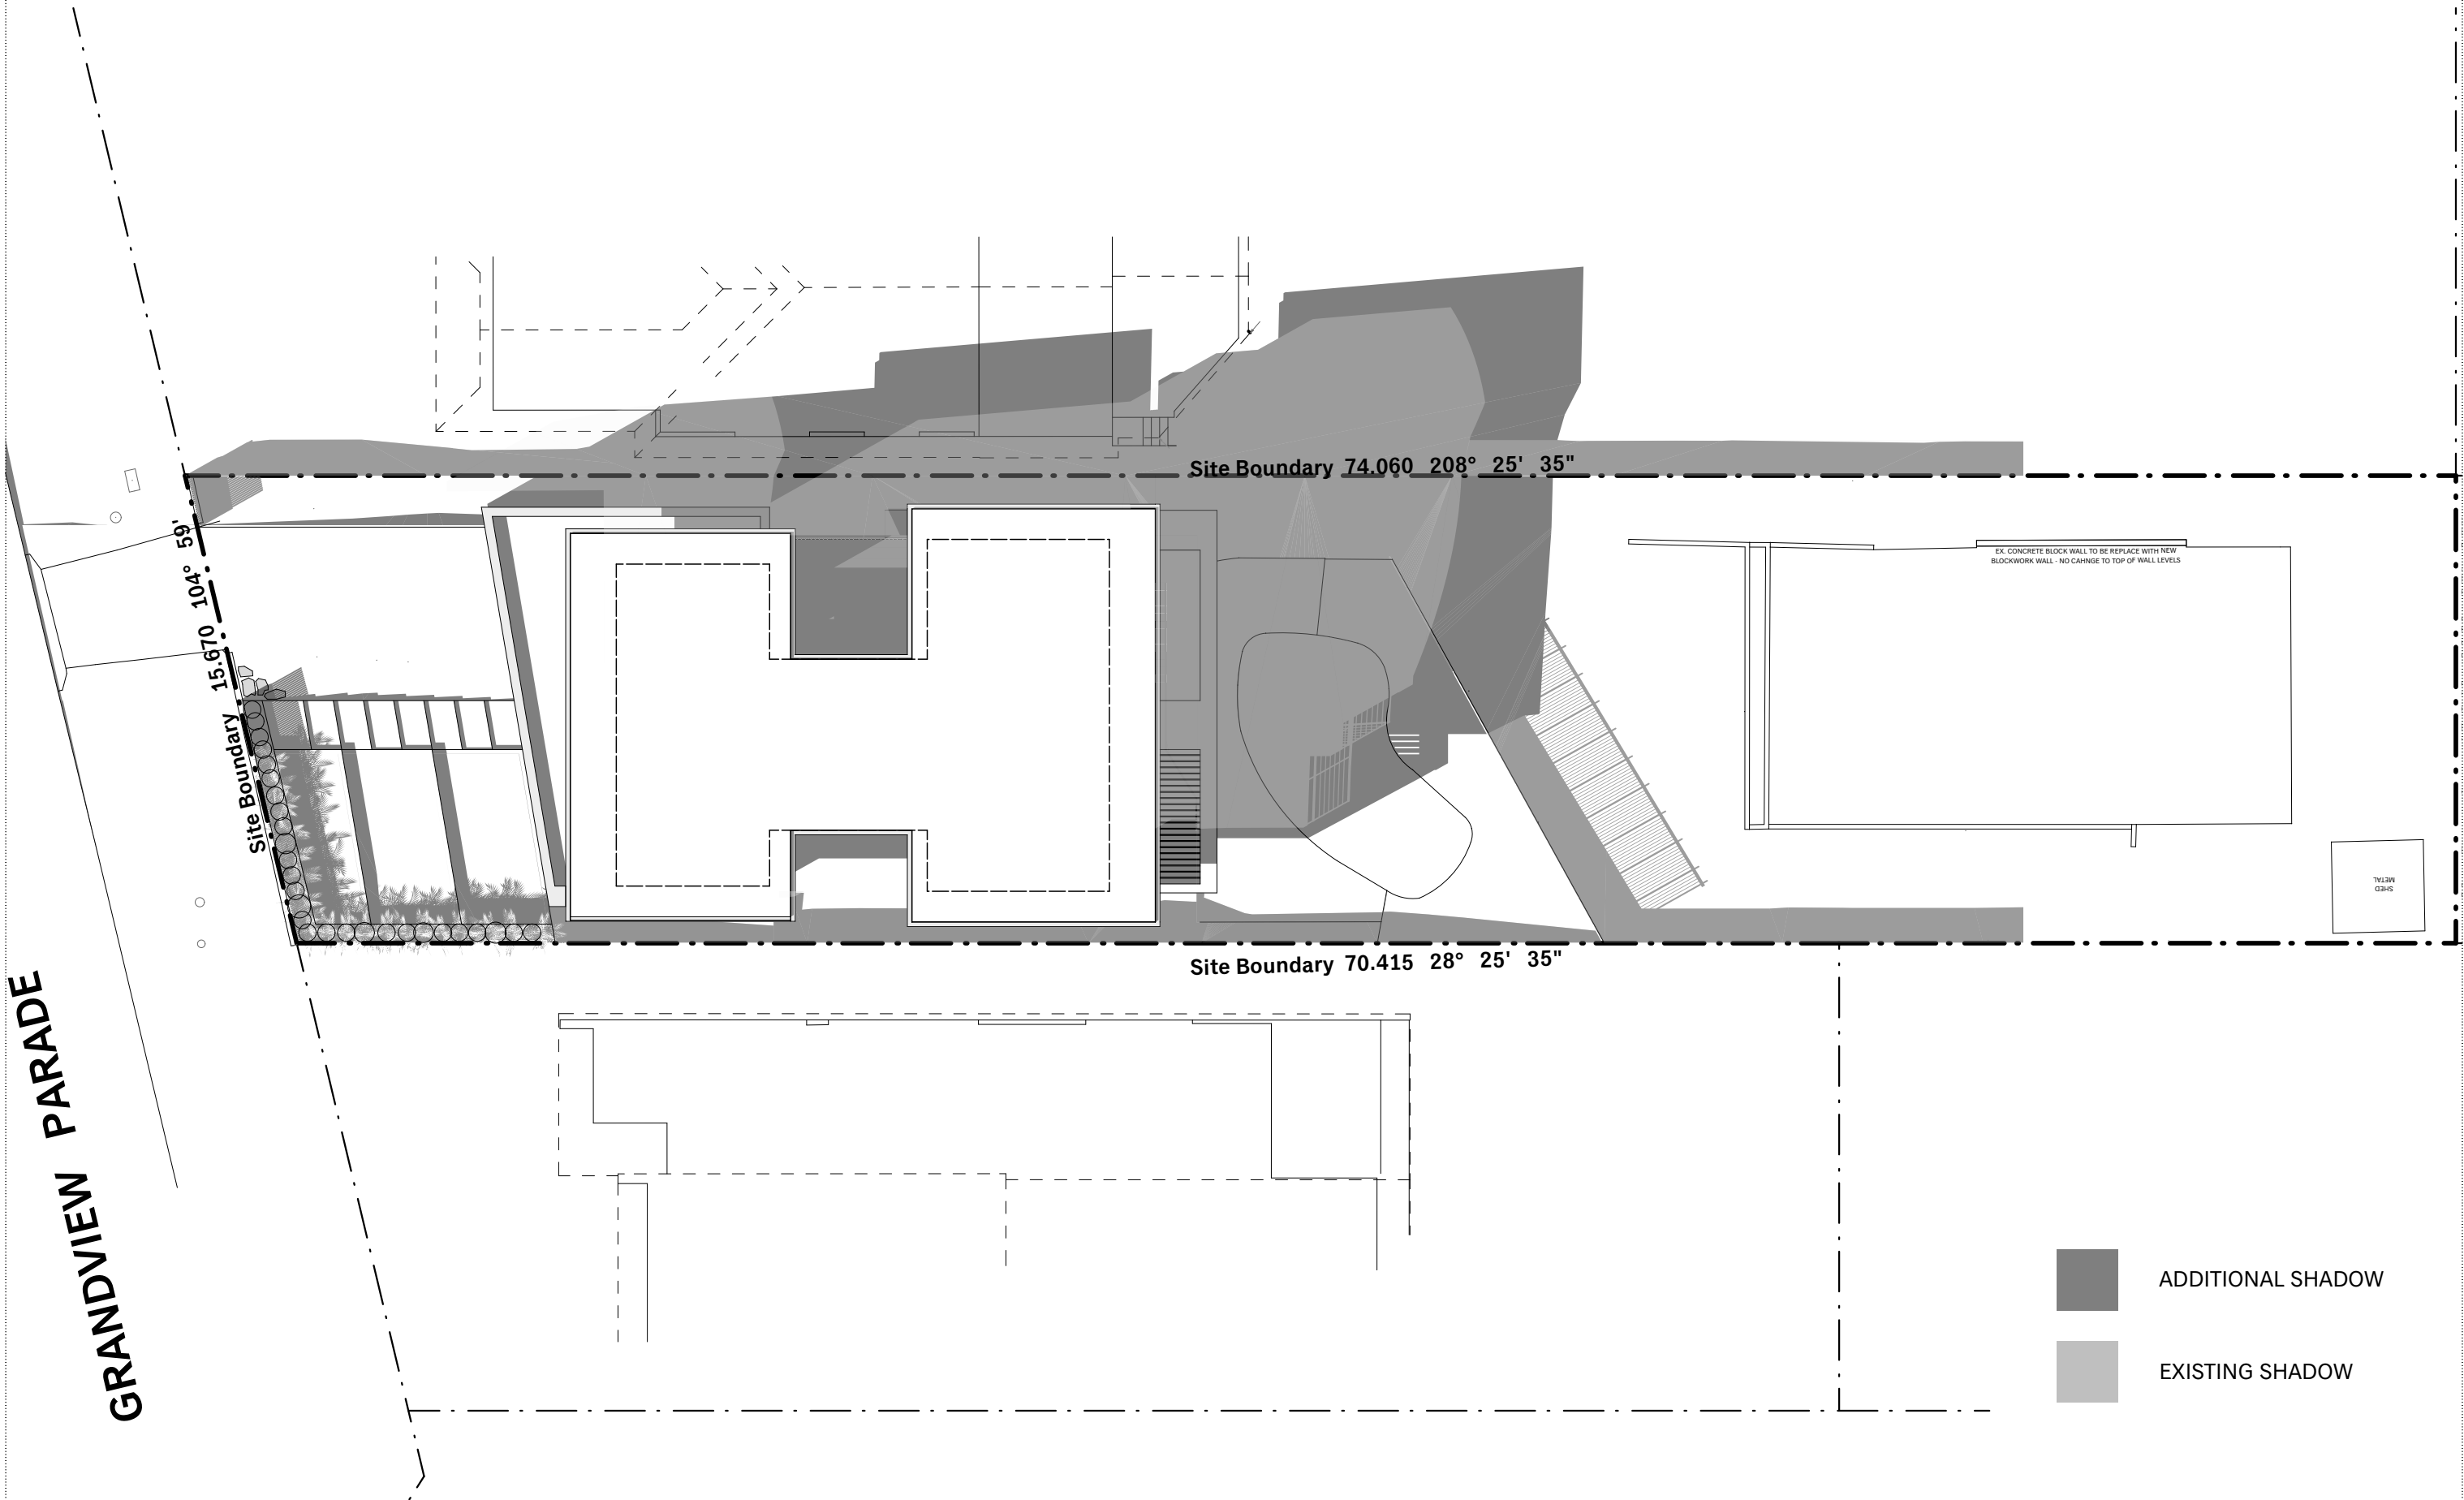 Site Boundary 74.060 208° 25' 35"
EX. CONCRETE BLOCK WALL TO BE REPLACE WITH NEW
BLOCKWORK WALL - NO CAHNGE TO TOP OF WALL LEVELS
Site Boundary 15.670 104° 59'
METAL
SHED
Site Boundary 70.415 28° 25' 35"
GRANDVIEW PARADE
ADDITIONAL SHADOW
EXISTING SHADOW